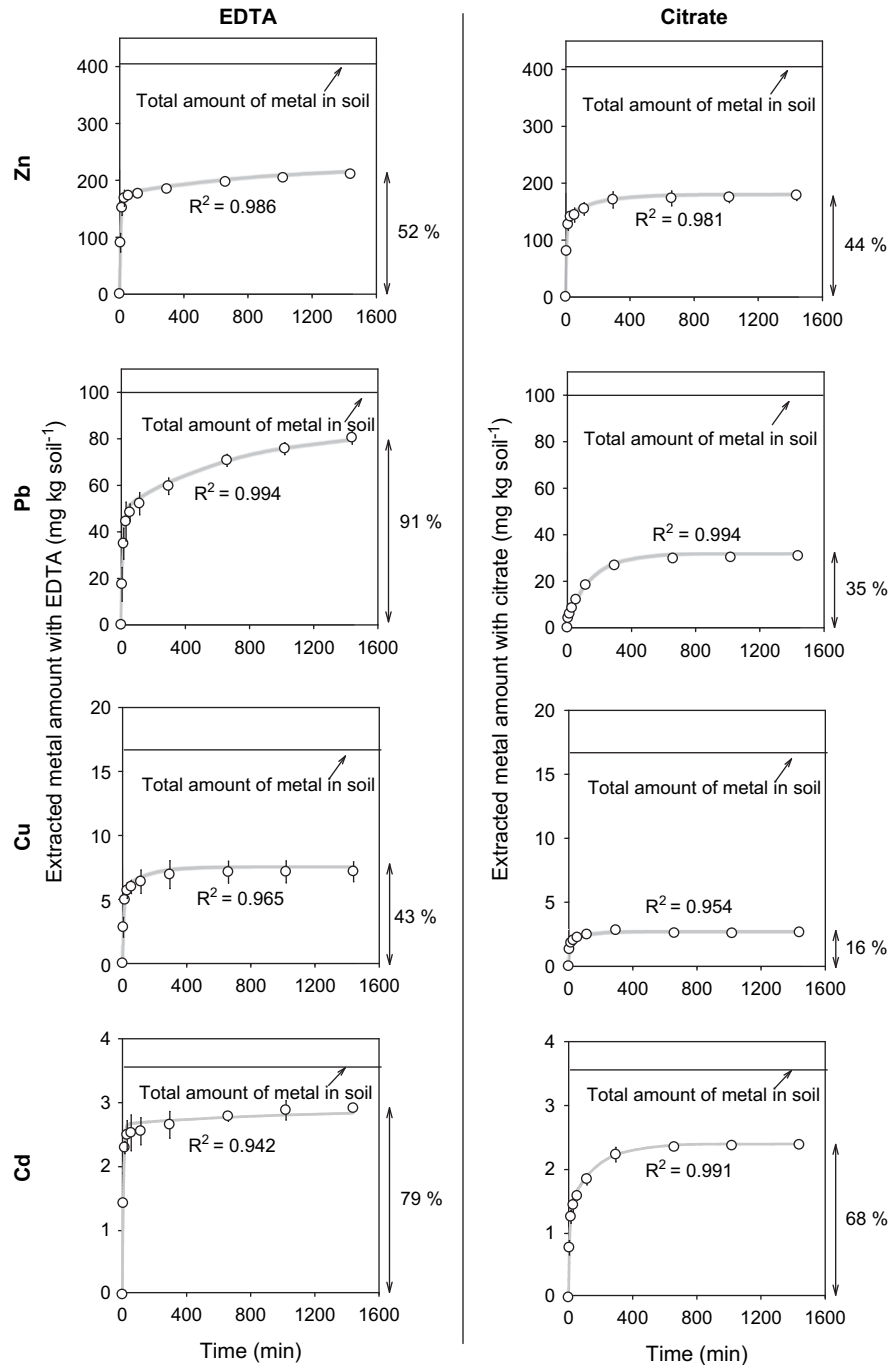 EDTA
Citrate
Zn
400
300
200
100
0
Total amount of metal in soil
R² = 0.986
52 %
0 400 800 1200 1600
400
300
200
100
0
Total amount of metal in soil
R² = 0.981
44 %
0 400 800 1200 1600
Extracted metal amount with EDTA (mg kg soil⁻¹)
Extracted metal amount with citrate (mg kg soil⁻¹)
Pb
100
80
60
40
20
0
Total amount of metal in soil
R² = 0.994
91 %
0 400 800 1200 1600
100
80
60
40
20
0
Total amount of metal in soil
R² = 0.994
35 %
0 400 800 1200 1600
Cu
20
15
10
5
0
Total amount of metal in soil
R² = 0.965
43 %
0 400 800 1200 1600
20
15
10
5
0
Total amount of metal in soil
R² = 0.954
16 %
0 400 800 1200 1600
Cd
4
3
2
1
0
Total amount of metal in soil
R² = 0.942
79 %
0 400 800 1200 1600
Time (min)
4
3
2
1
0
Total amount of metal in soil
R² = 0.991
68 %
0 400 800 1200 1600
Time (min)